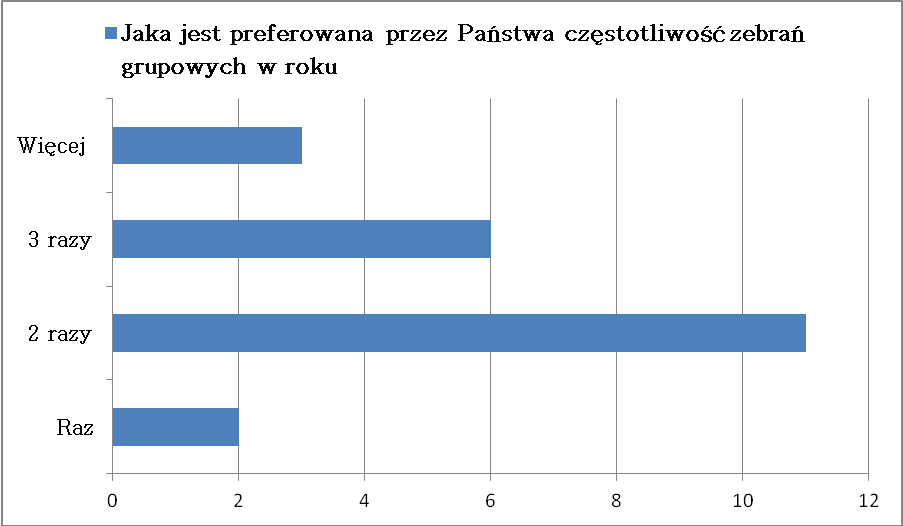 Jaka jest preferowana przez Państwa częstotliwość zebrań
grupowych w roku
Więcej
3 razy
2 razy
Raz
0 2 4 6 8 10 12